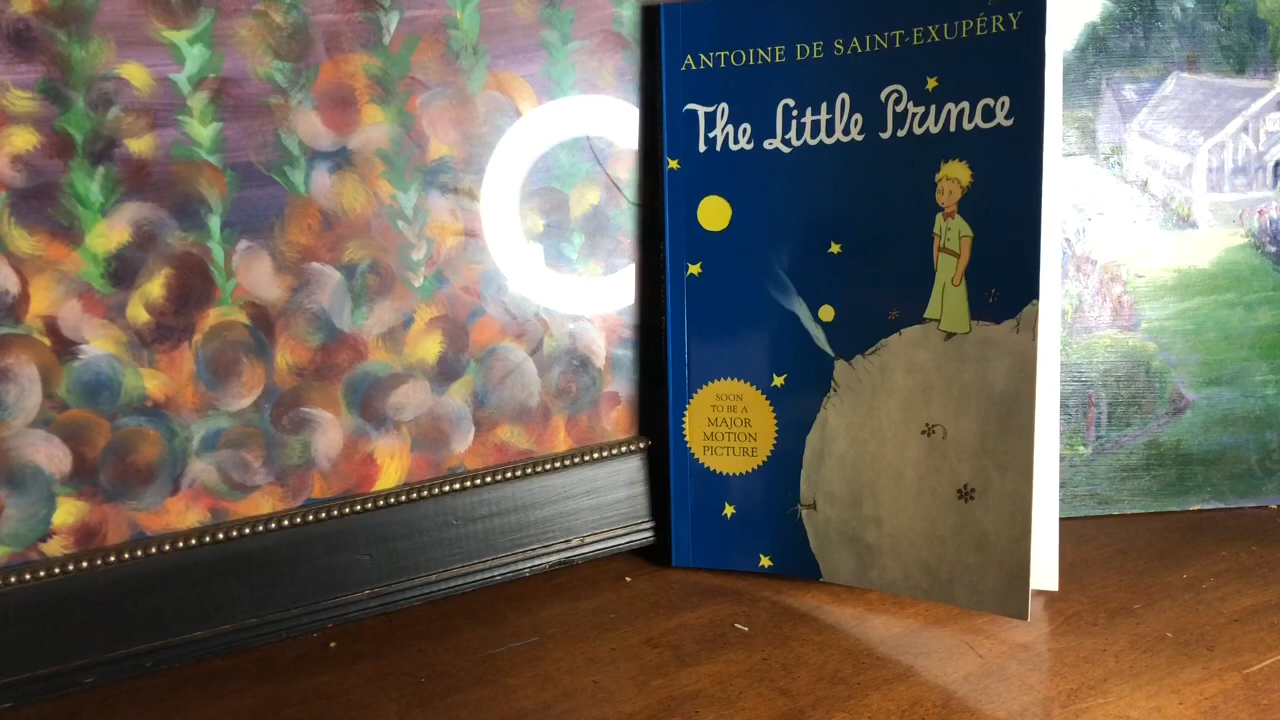 ANTOINE DE SAINT-EXUPÉRY
The Little Prince
SOON
TO BE A
MAJOR
MOTION
PICTURE